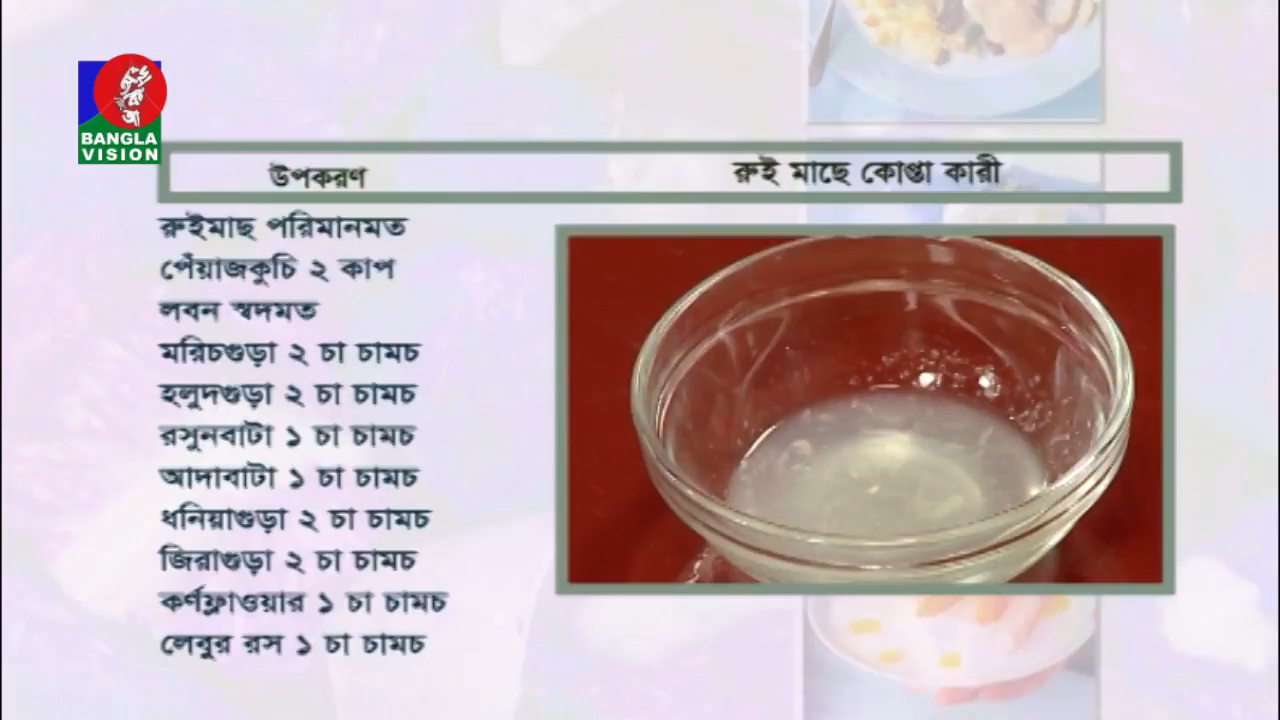 BANGLA
VISION
উপকরণ
রুই মাছে কোপ্তা কারী
রুইমাছ পরিমানমত
পেঁয়াজকুচি ২ কাপ
লবন স্বদমত
মরিচগুড়া ২ চা চামচ
হলুদগুড়া ২ চা চামচ
রসুনবাটা ১ চা চামচ
আদাবাটা ১ চা চামচ
ধনিয়াগুড়া ২ চা চামচ
জিরাগুড়া ২ চা চামচ
কর্ণফ্লাওয়ার ১ চা চামচ
লেবুর রস ১ চা চামচ